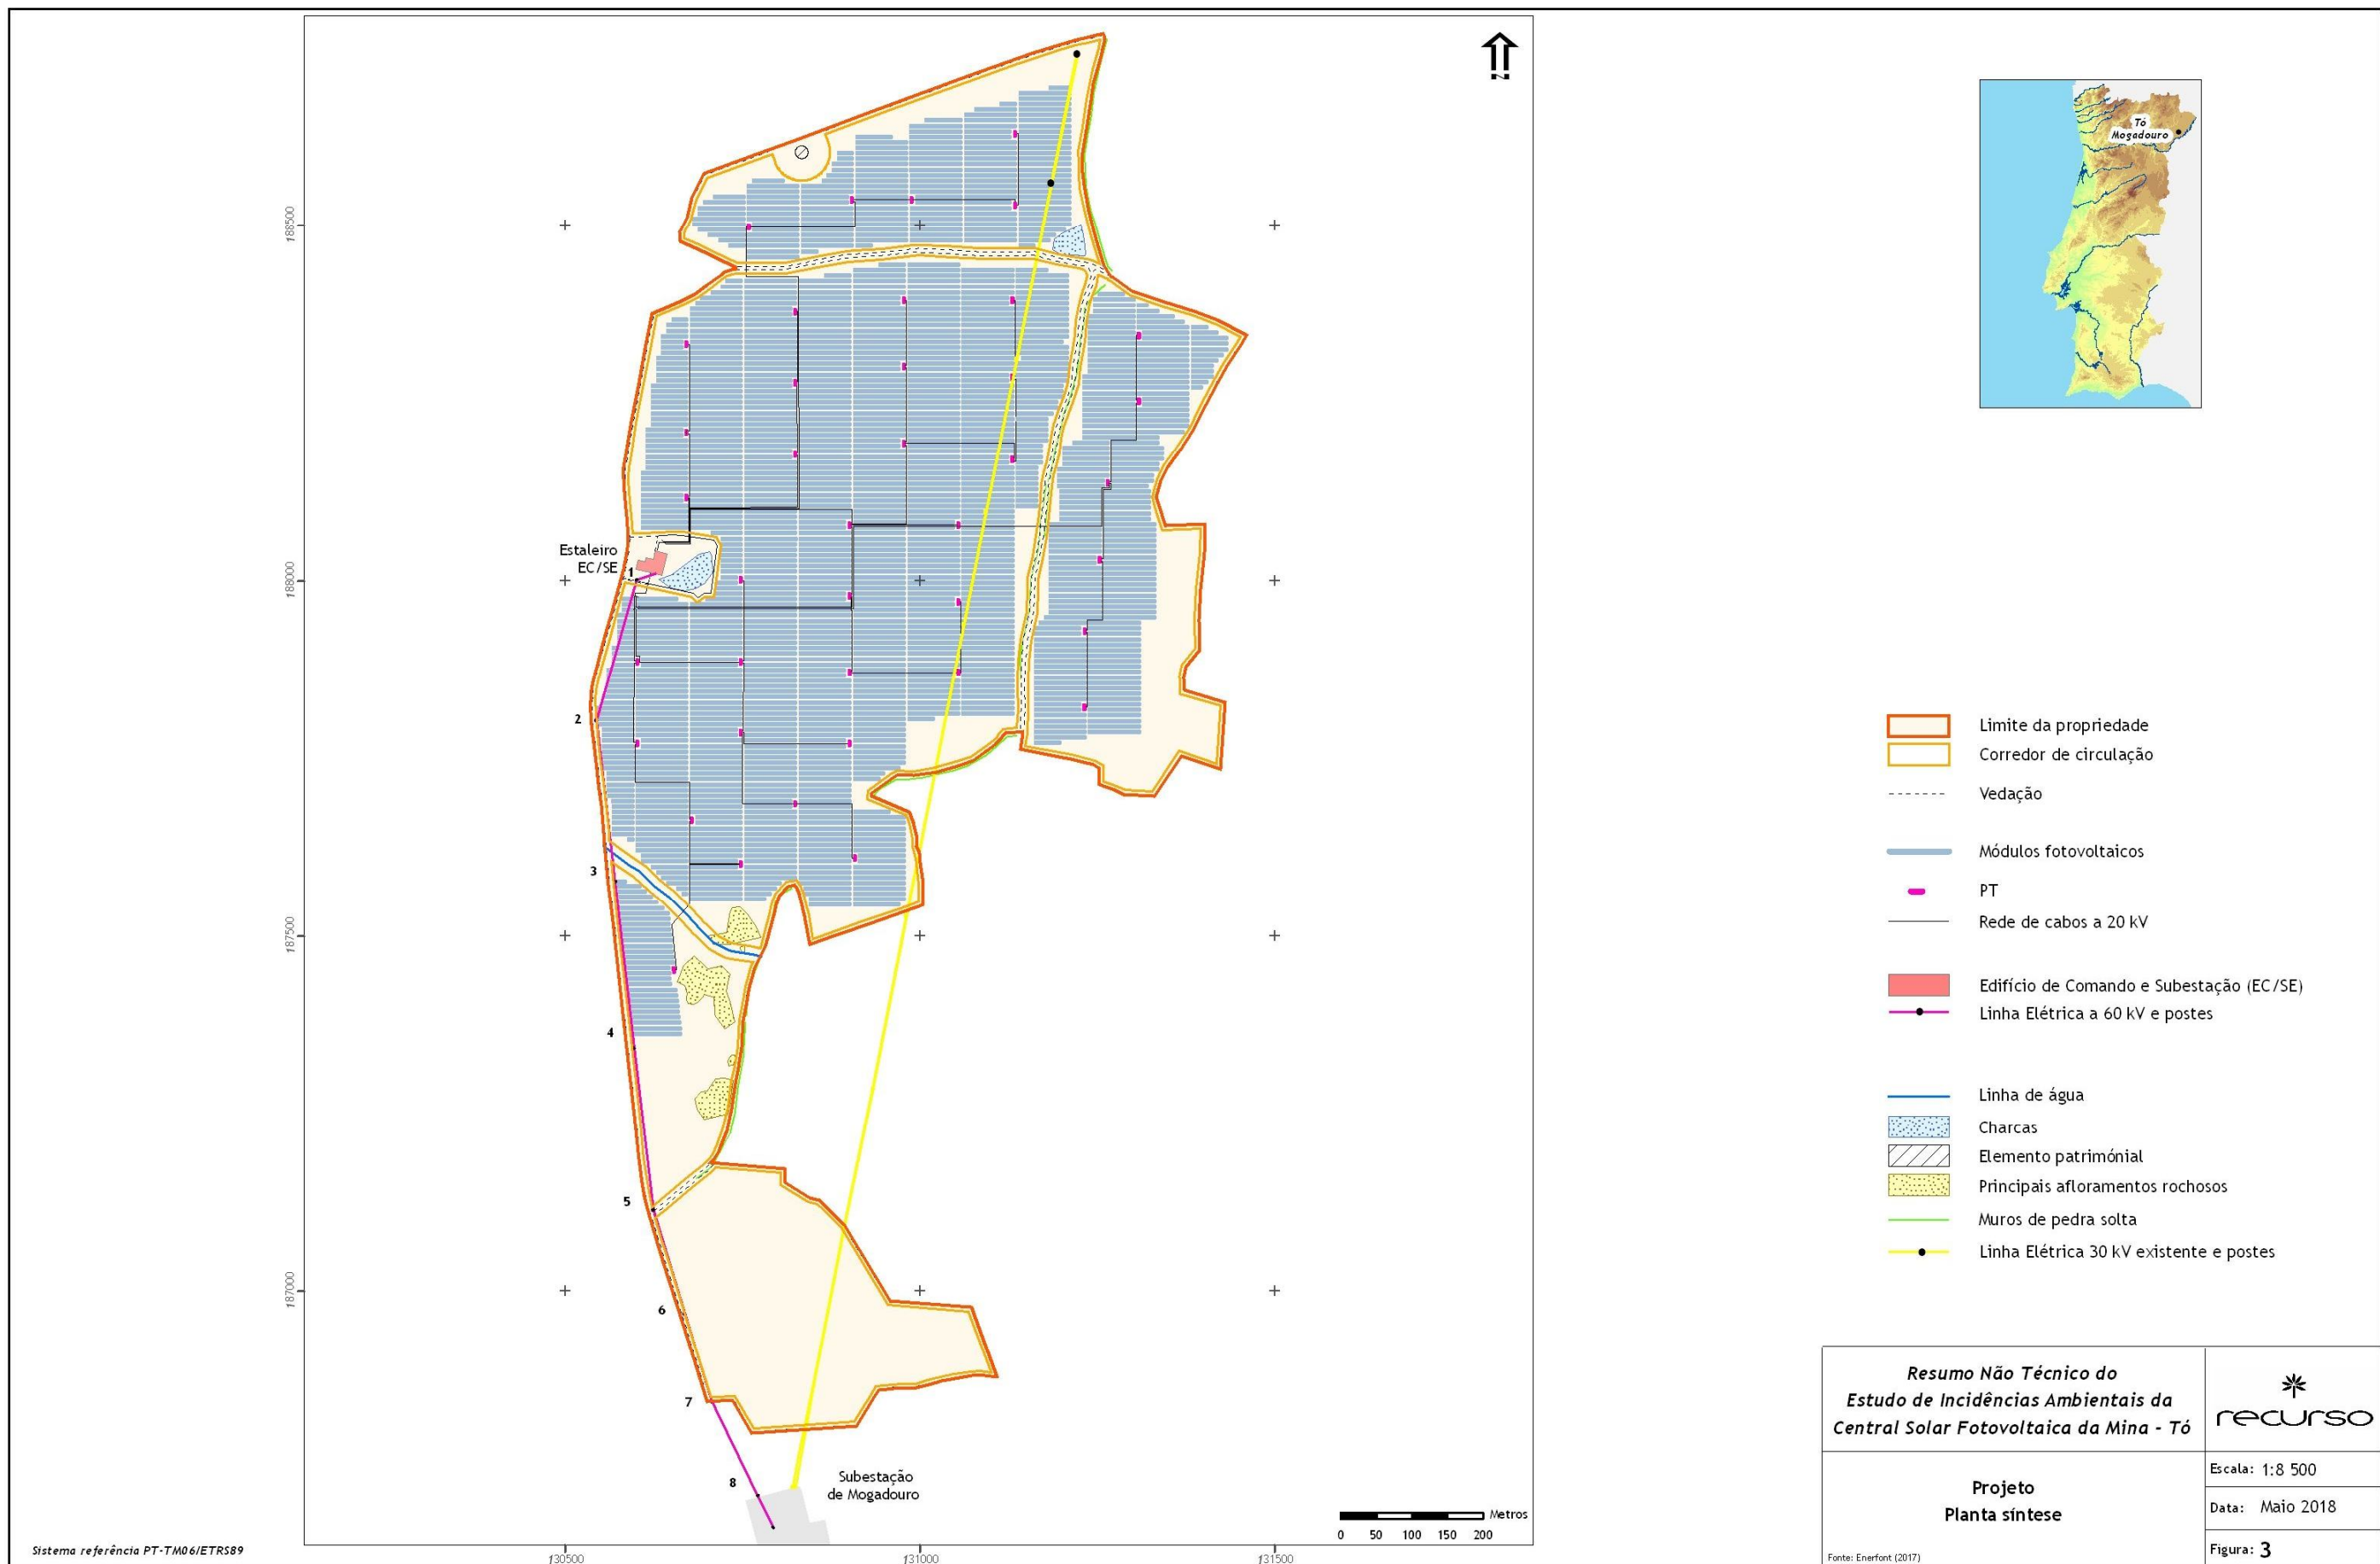 N
Tó
Mogadouro
188500
188000
187500
187000
130500
131000
131500
Estaleiro
EC/SE
1
2
3
4
5
6
7
8
Subestação
de Mogadouro
Metros
0 50 100 150 200
Sistema referência PT-TM06/ETRS89
Limite da propriedade
Corredor de circulação
Vedação
Módulos fotovoltaicos
PT
Rede de cabos a 20 kV
Edifício de Comando e Subestação (EC/SE)
Linha Elétrica a 60 kV e postes
Linha de água
Charcas
Elemento patrimónial
Principais afloramentos rochosos
Muros de pedra solta
Linha Elétrica 30 kV existente e postes
Resumo Não Técnico do
Estudo de Incidências Ambientais da
Central Solar Fotovoltaica da Mina - Tó
recurso
Projeto
Planta síntese
Escala: 1:8 500
Data: Maio 2018
Figura: 3
Fonte: Enerfont (2017)